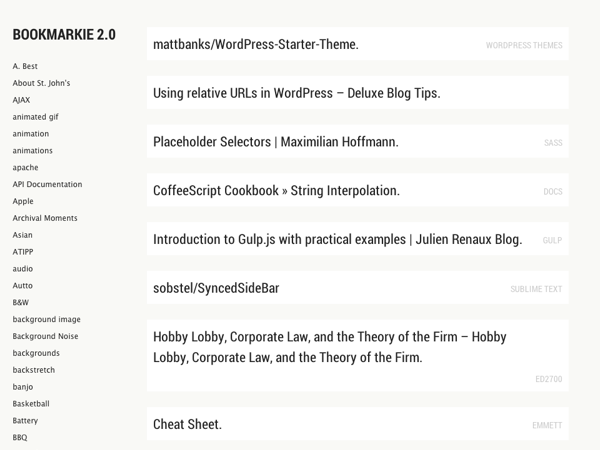 BOOKMARKIE 2.0
A. Best
About St. John's
AJAX
animated gif
animation
animations
apache
API Documentation
Apple
Archival Moments
Asian
ATIPP
audio
Autto
B&W
background image
Background Noise
backgrounds
backstretch
banjo
Basketball
Battery
BBQ
mattbanks/WordPress-Starter-Theme.
WORDPRESS THEMES
Using relative URLs in WordPress – Deluxe Blog Tips.
Placeholder Selectors | Maximilian Hoffmann.
SASS
CoffeeScript Cookbook » String Interpolation.
DOCS
Introduction to Gulp.js with practical examples | Julien Renaux Blog.
GULP
sobstel/SyncedSideBar
SUBLIME TEXT
Hobby Lobby, Corporate Law, and the Theory of the Firm – Hobby
Lobby, Corporate Law, and the Theory of the Firm.
ED2700
Cheat Sheet.
EMMETT